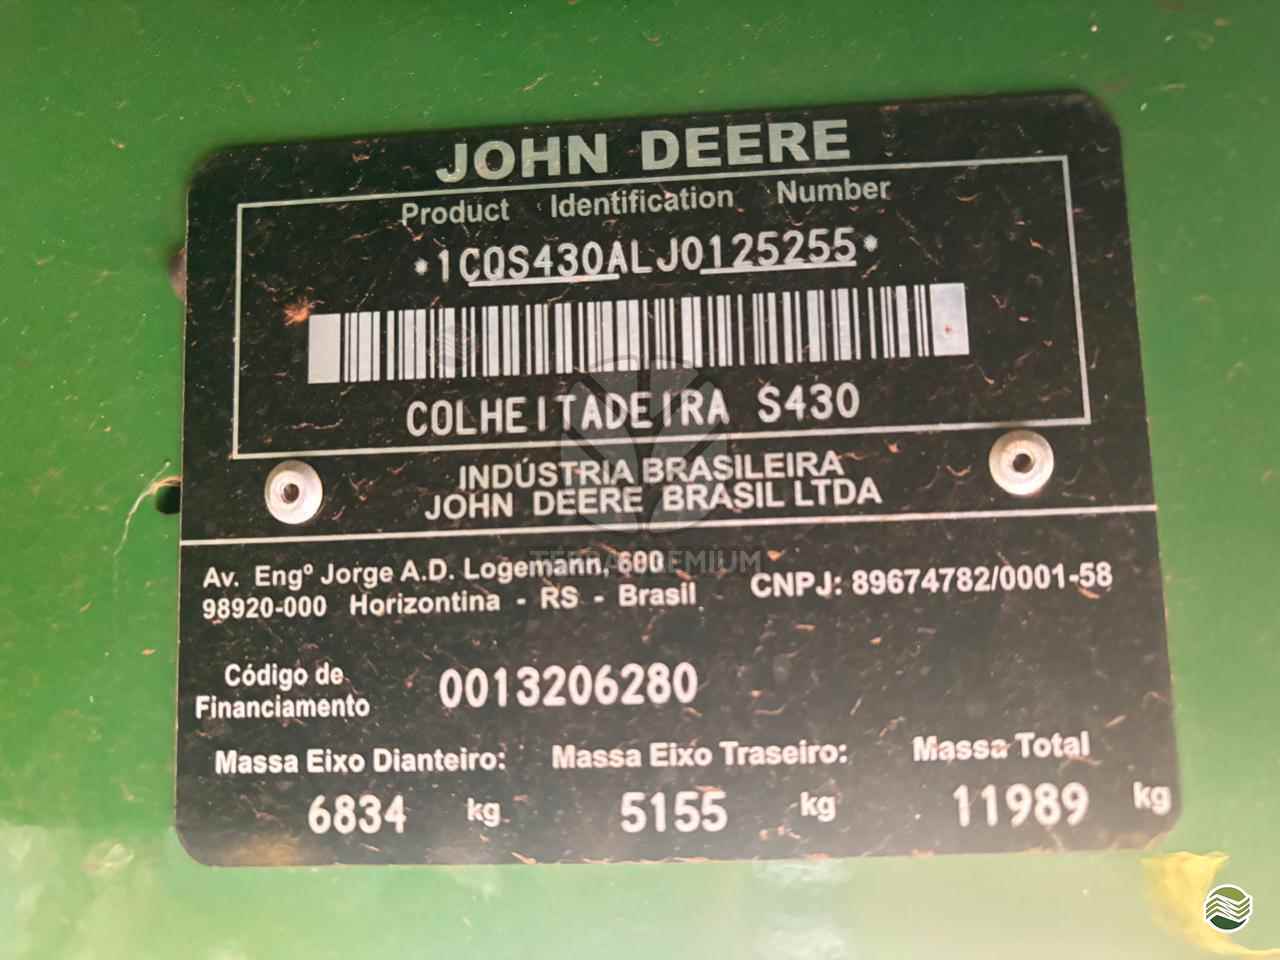 JOHN DEERE
Product Identification Number
*1CQS430ALJ0125255*
COLHEITADEIRA S430
INDÚSTRIA BRASILEIRA
JOHN DEERE BRASIL LTDA
Av. Engº Jorge A.D. Logemann, 600
98920-000 Horizontina - RS - Brasil
CNPJ: 89674782/0001-58
Código de
Financiamento
0013206280
Massa Eixo Dianteiro: Massa Eixo Traseiro: Massa Total
6834 kg 5155 kg 11989 kg
TERRA PREMIUM